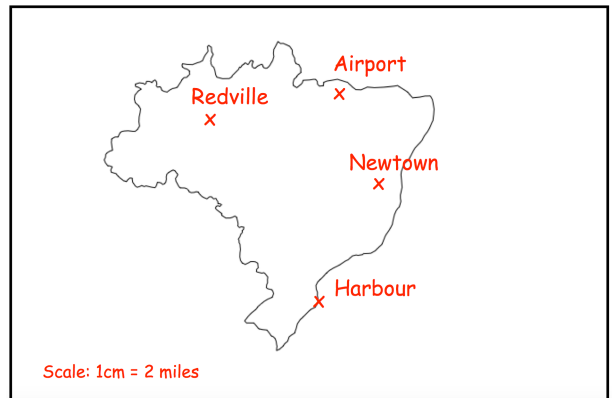 Airport
Redville
x
x
Newtown
x
Harbour
x
Scale: 1cm = 2 miles